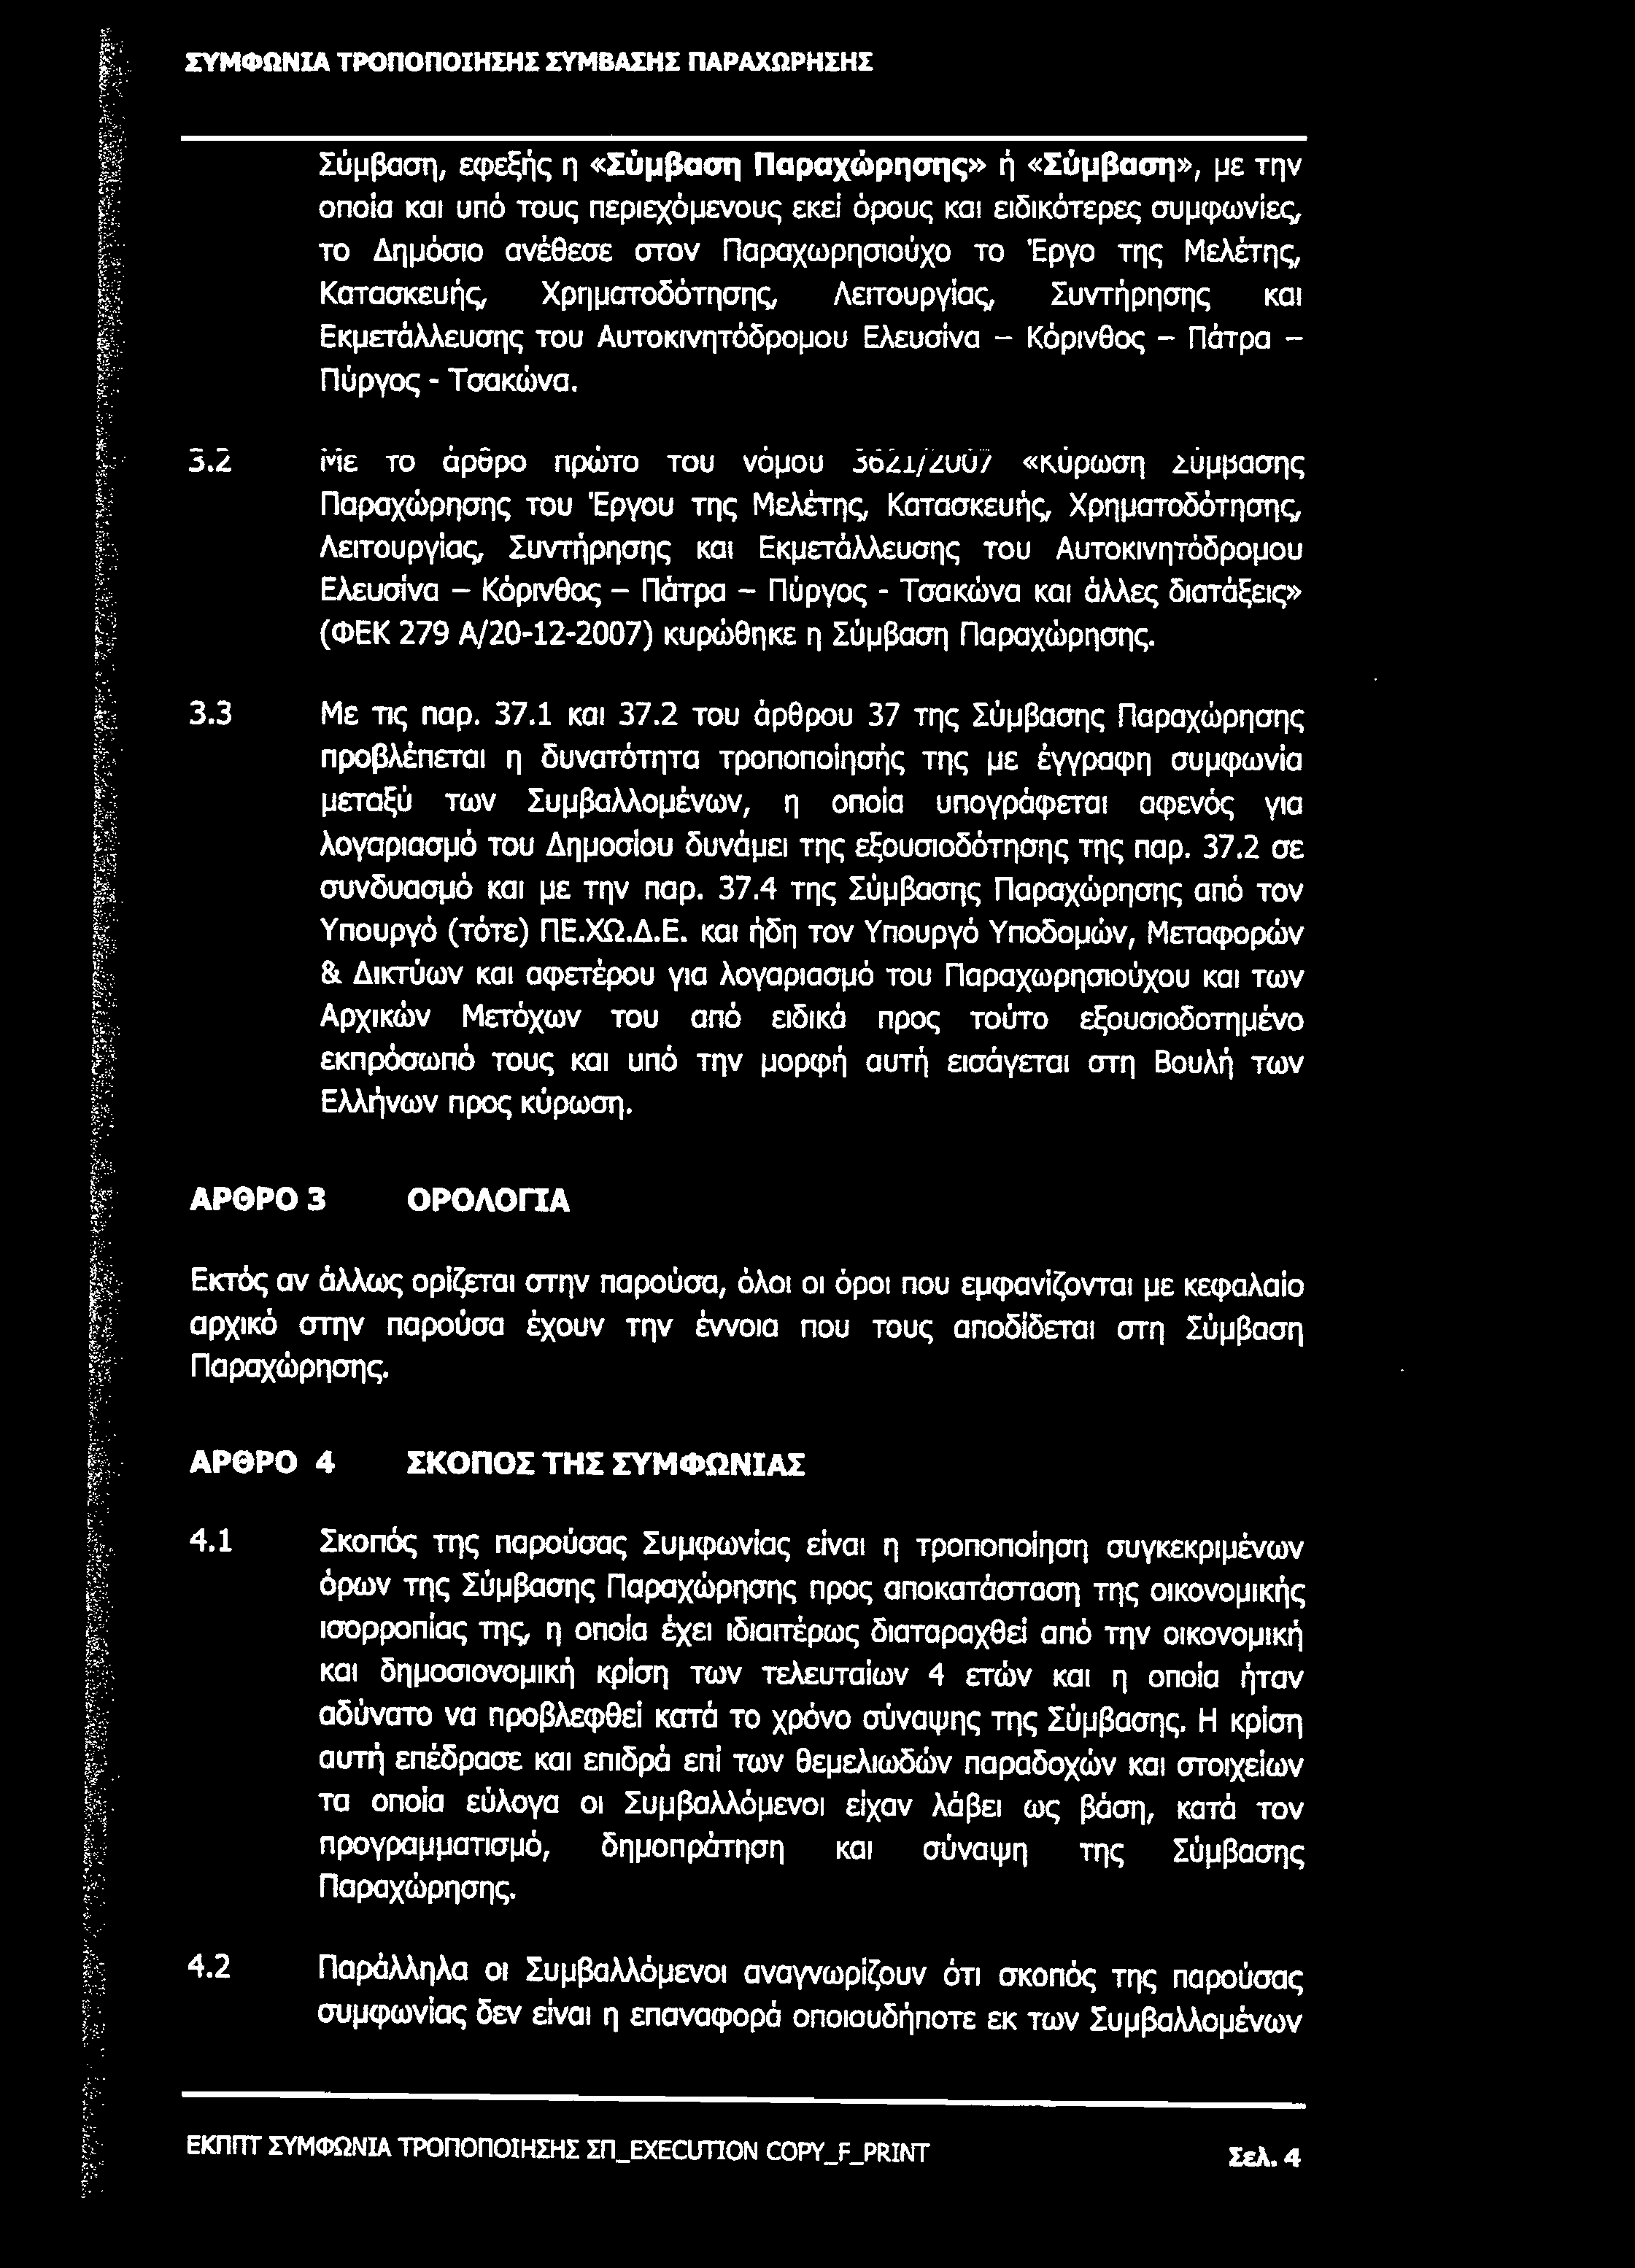 ΣΥΜΦΩΝΙΑ ΤΡΟΠΟΠΟΙΗΣΗΣ ΣΥΜΒΑΣΗΣ ΠΑΡΑΧΩΡΗΣΗΣ
Σύμβαση, εφεξής η «Σύμβαση Παραχώρησης» ή «Σύμβαση», με την
οποία και υπό τους περιεχόμενους εκεί όρους και ειδικότερες συμφωνίες,
το Δημόσιο ανέθεσε στον Παραχωρησιούχο το Έργο της Μελέτης,
Κατασκευής, Χρηματοδότησης, Λειτουργίας, Συντήρησης και
Εκμετάλλευσης του Αυτοκινητόδρομου Ελευσίνα – Κόρινθος – Πάτρα –
Πύργος - Τσακώνα.
3.2 Με το άρθρο πρώτο του νόμου 3621/2007 «Κύρωση Σύμβασης
Παραχώρησης του Έργου της Μελέτης, Κατασκευής, Χρηματοδότησης,
Λειτουργίας, Συντήρησης και Εκμετάλλευσης του Αυτοκινητόδρομου
Ελευσίνα – Κόρινθος – Πάτρα – Πύργος - Τσακώνα και άλλες διατάξεις»
(ΦΕΚ 279 Α/20-12-2007) κυρώθηκε η Σύμβαση Παραχώρησης.
3.3 Με τις παρ. 37.1 και 37.2 του άρθρου 37 της Σύμβασης Παραχώρησης
προβλέπεται η δυνατότητα τροποποίησής της με έγγραφη συμφωνία
μεταξύ των Συμβαλλομένων, η οποία υπογράφεται αφενός για
λογαριασμό του Δημοσίου δυνάμει της εξουσιοδότησης της παρ. 37.2 σε
συνδυασμό και με την παρ. 37.4 της Σύμβασης Παραχώρησης από τον
Υπουργό (τότε) ΠΕ.ΧΩ.Δ.Ε. και ήδη τον Υπουργό Υποδομών, Μεταφορών
& Δικτύων και αφετέρου για λογαριασμό του Παραχωρησιούχου και των
Αρχικών Μετόχων του από ειδικά προς τούτο εξουσιοδοτημένο
εκπρόσωπό τους και υπό την μορφή αυτή εισάγεται στη Βουλή των
Ελλήνων προς κύρωση.
ΑΡΘΡΟ 3 ΟΡΟΛΟΓΙΑ
Εκτός αν άλλως ορίζεται στην παρούσα, όλοι οι όροι που εμφανίζονται με κεφαλαίο
αρχικό στην παρούσα έχουν την έννοια που τους αποδίδεται στη Σύμβαση
Παραχώρησης.
ΑΡΘΡΟ 4 ΣΚΟΠΟΣ ΤΗΣ ΣΥΜΦΩΝΙΑΣ
4.1 Σκοπός της παρούσας Συμφωνίας είναι η τροποποίηση συγκεκριμένων
όρων της Σύμβασης Παραχώρησης προς αποκατάσταση της οικονομικής
ισορροπίας της, η οποία έχει ιδιαιτέρως διαταραχθεί από την οικονομική
και δημοσιονομική κρίση των τελευταίων 4 ετών και η οποία ήταν
αδύνατο να προβλεφθεί κατά το χρόνο σύναψης της Σύμβασης. Η κρίση
αυτή επέδρασε και επιδρά επί των θεμελιωδών παραδοχών και στοιχείων
τα οποία εύλογα οι Συμβαλλόμενοι είχαν λάβει ως βάση, κατά τον
προγραμματισμό, δημοπράτηση και σύναψη της Σύμβασης
Παραχώρησης.
4.2 Παράλληλα οι Συμβαλλόμενοι αναγνωρίζουν ότι σκοπός της παρούσας
συμφωνίας δεν είναι η επαναφορά οποιουδήποτε εκ των Συμβαλλομένων
ΕΚΠΠΤ ΣΥΜΦΩΝΙΑ ΤΡΟΠΟΠΟΙΗΣΗΣ ΣΠ_EXECUTION COPY_F_PRINT Σελ. 4